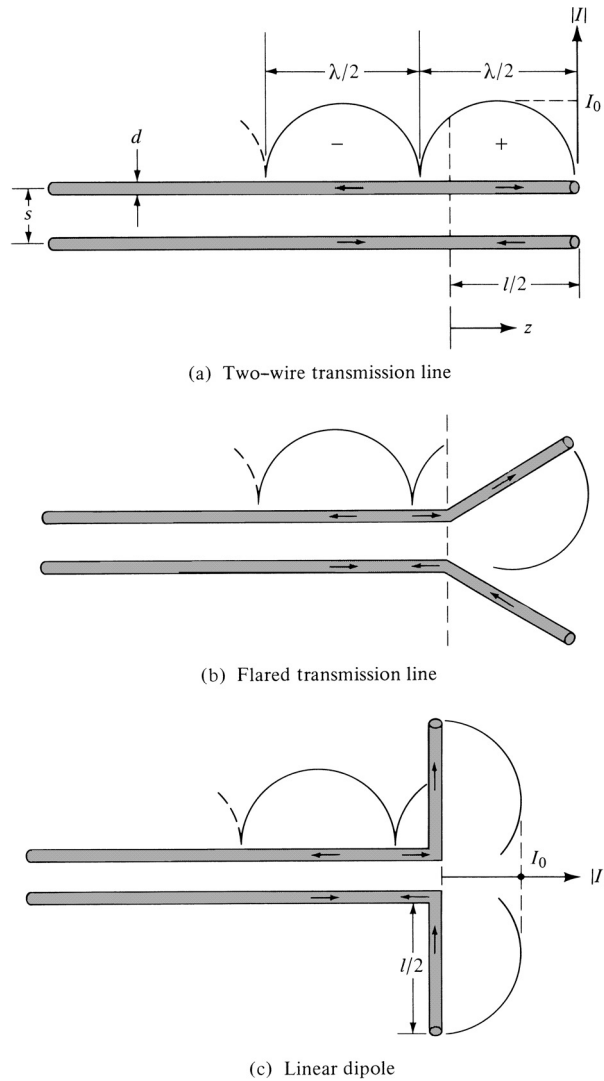 |I|
λ/2
λ/2
I₀
d
−
+
s
l/2
z
(a) Two-wire transmission line
(b) Flared transmission line
I₀
|I
l/2
(c) Linear dipole